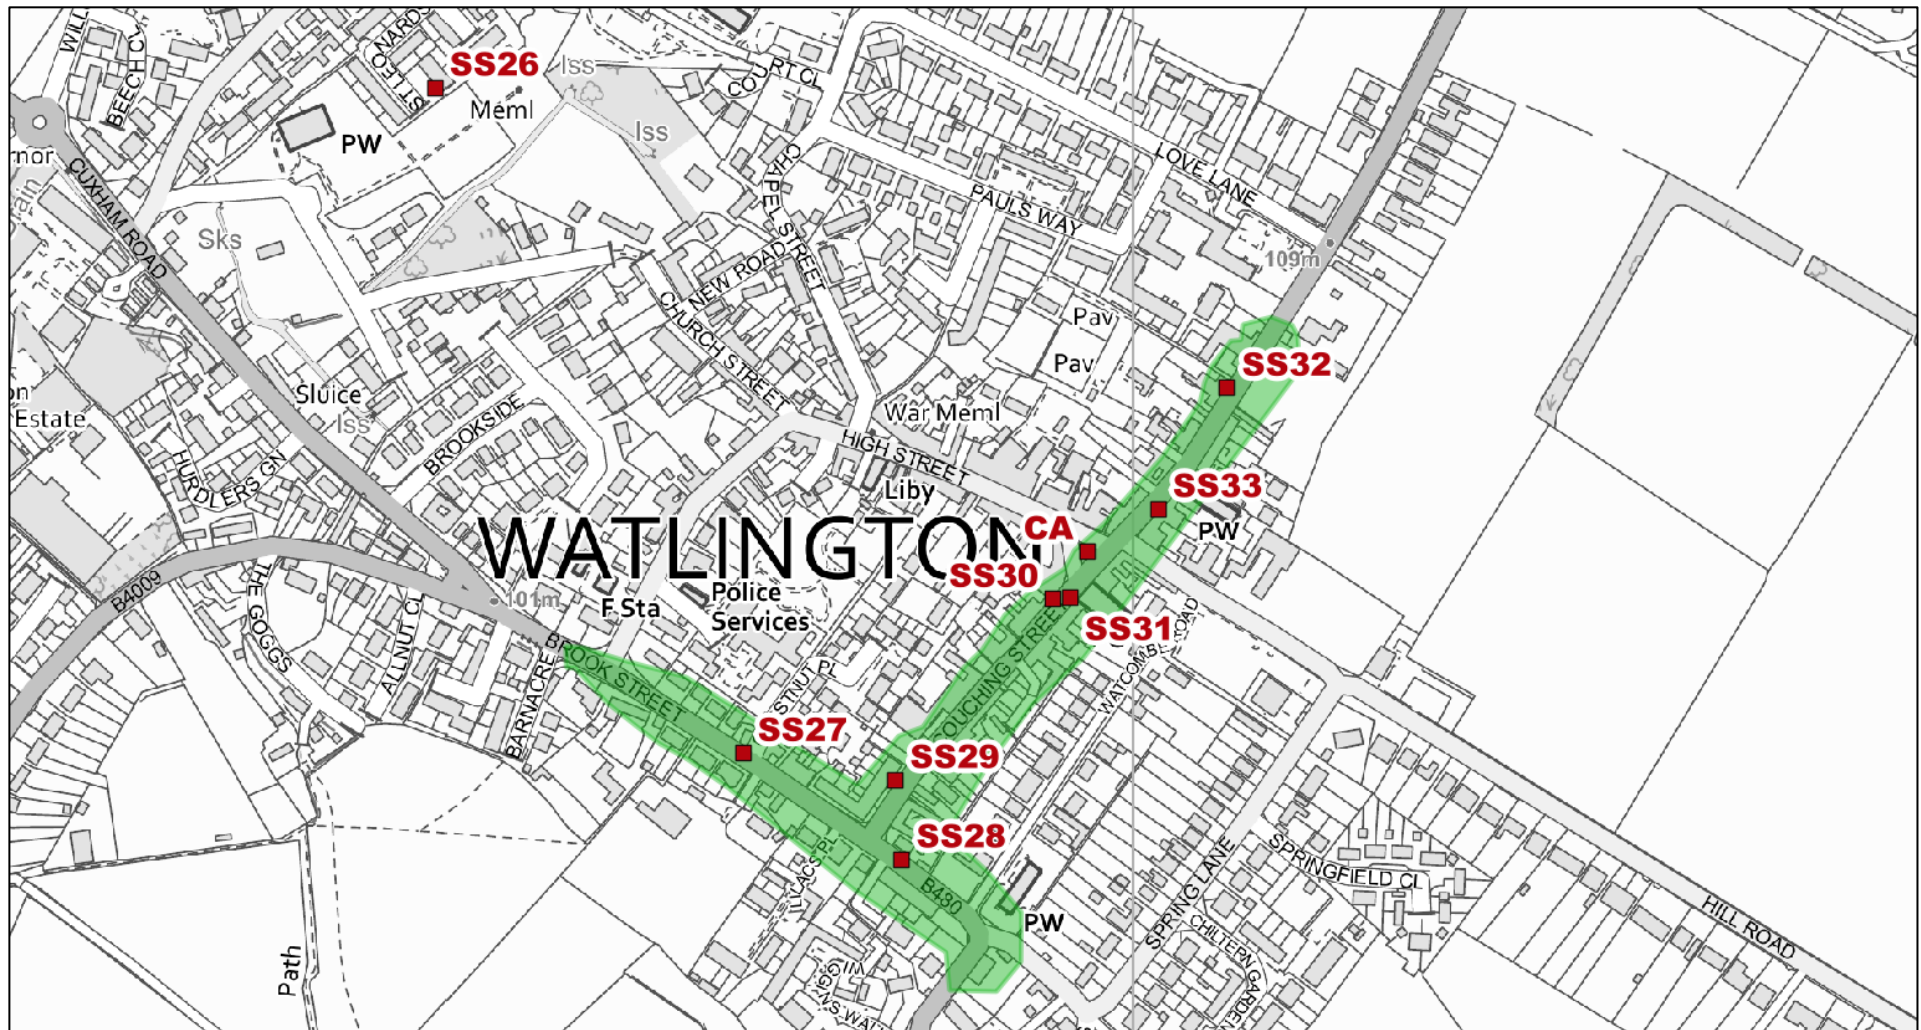 SS26
Iss
COURT CL
BEECH CL
ST LEONARDS
Meml
Iss
PW
LOVE LANE
CUXHAM ROAD
CHAPEL STREET
PAULS WAY
Sks
109m
NEW ROAD
CHURCH STREET
Pav
SS32
Pav
Sluice
Iss
Estate
BROOKSIDE
War Meml
HIGH STREET
HURDLERS GN
Liby
SS33
WATLINGTON
CA
PW
SS30
B4009
THE GOGGS
ALLNUT CL
101m
F Sta
Police
Services
SS31
BROOK STREET
BARNACRE
WATCOMBE ROAD
SS27
SS29
SS28
B480
SPRING LANE
SPRINGFIELD CL
PW
HILL ROAD
Path